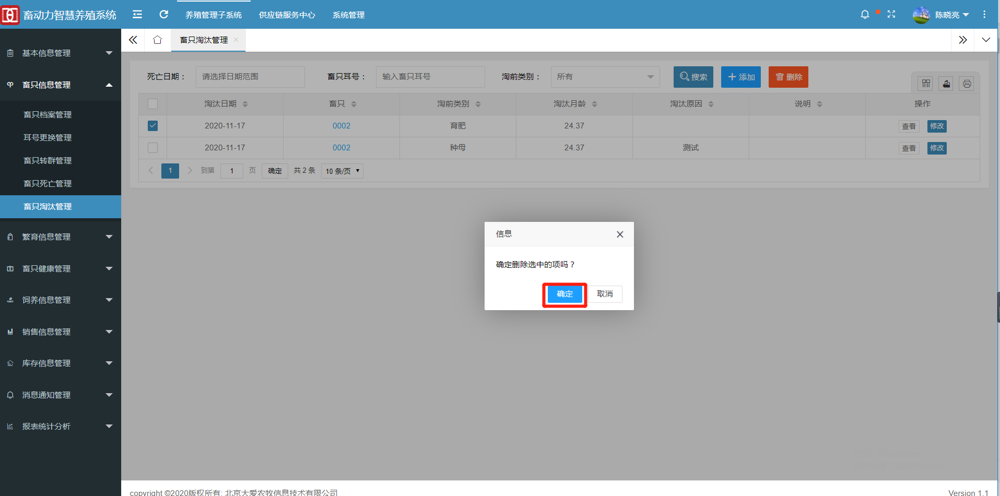 畜动力智慧养殖系统
养殖管理子系统
供应链服务中心
系统管理
陈晓亮
基本信息管理
畜只信息管理
畜只档案管理
耳号更换管理
畜只转群管理
畜只死亡管理
畜只淘汰管理
繁育信息管理
畜只健康管理
饲养信息管理
销售信息管理
库存信息管理
消息通知管理
报表统计分析
畜只淘汰管理
死亡日期： 请选择日期范围 畜只耳号： 输入畜只耳号 淘前类别： 所有 搜索 添加 删除
淘汰日期 畜只 淘前类别 淘汰月龄 淘汰原因 说明 操作
2020-11-17 0002 育肥 24.37 查看 修改
2020-11-17 0002 种母 24.37 测试 查看 修改
1 到第 1 页 确定 共 2 条 10 条/页
信息
确定删除选中的项吗？
确定 取消
copyright ©2020版权所有: 北京大爱农牧信息技术有限公司
Version 1.1